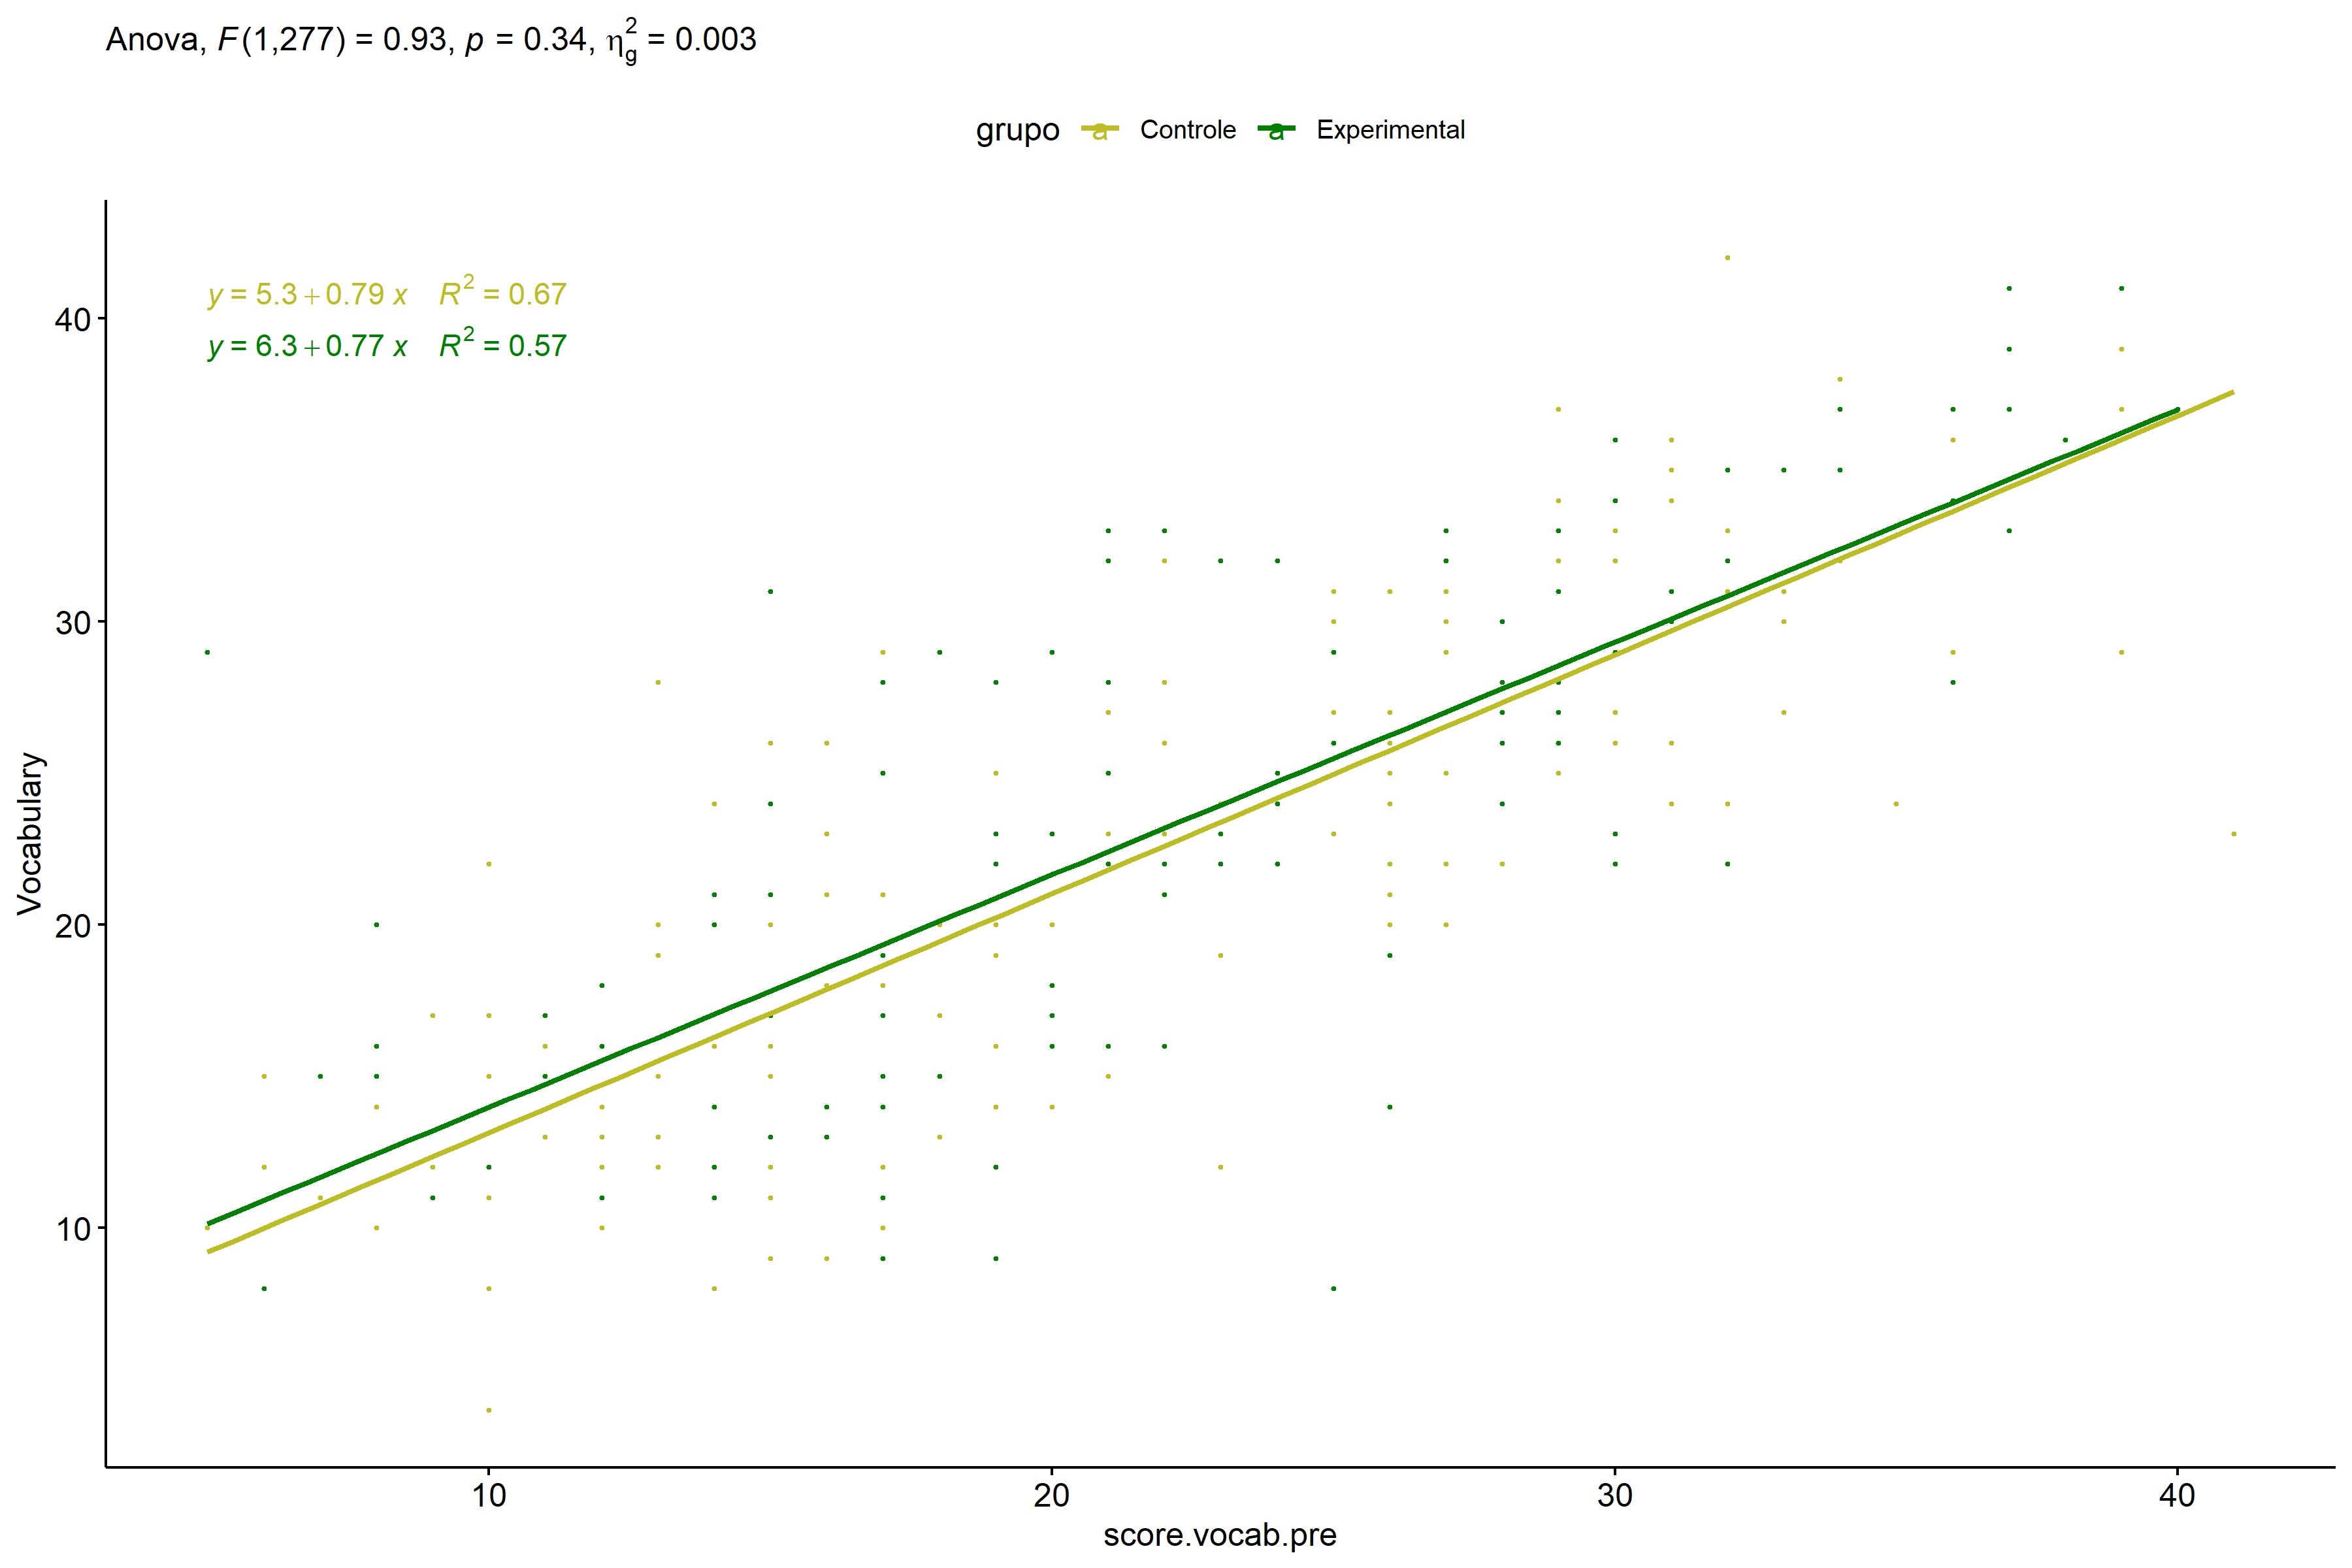 Anova, F(1,277) = 0.93, p = 0.34, η²g = 0.003
grupo a Controle a Experimental
y = 5.3 + 0.79 x R² = 0.67
y = 6.3 + 0.77 x R² = 0.57
40
30
20
10
Vocabulary
10 20 30 40
score.vocab.pre